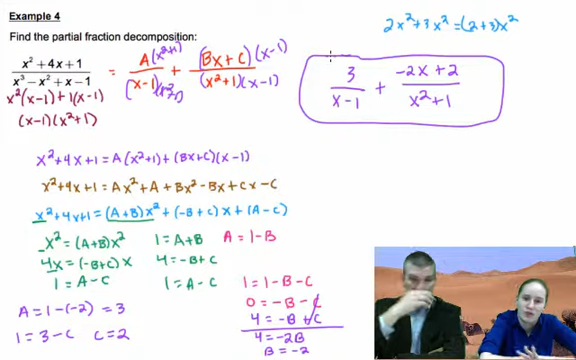 Example 4
Find the partial fraction decomposition:
2x² + 3x² = (2+3)x²
(x² + 4x + 1)/(x³ − x² + x − 1) = A(x²+1)/((x−1)(x²+1)) + (Bx+C)(x−1)/((x²+1)(x−1))
x²(x−1)+1(x−1)
(x−1)(x²+1)
3/(x−1) + (−2x+2)/(x²+1)
x²+4x+1 = A(x²+1)+(Bx+C)(x−1)
x²+4x+1 = Ax²+A+Bx²−Bx+Cx−C
x²+4x+1 = (A+B)x²+(−B+C)x+(A−C)
x² = (A+B)x² 1=A+B A=1−B
4x=(−B+C)x 4=−B+C
1=A−C 1=A−C 1=1−B−C
0=−B−C
4=−B+C
4=−2B
B=−2
A=1−(−2)=3
1=3−C C=2